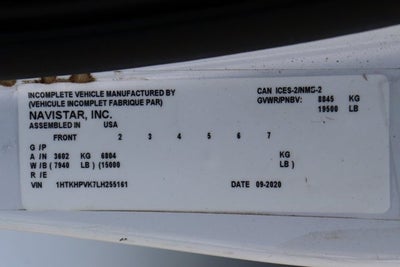 INCOMPLETE VEHICLE MANUFACTURED BY
(VEHICULE INCOMPLET FABRIQUE PAR)
NAVISTAR, INC.
ASSEMBLED IN USA
CAN ICES-2/NMB-2
GVWR/PNBV: 8845 KG
19500 LB
FRONT 2 3 4 5 6 7
G/P
A/N 3602 KG 6804 KG
W/B (7940 LB) (15000 LB)
R/E
VIN 1HTKHPVK7LH255161
DATE 09-2020